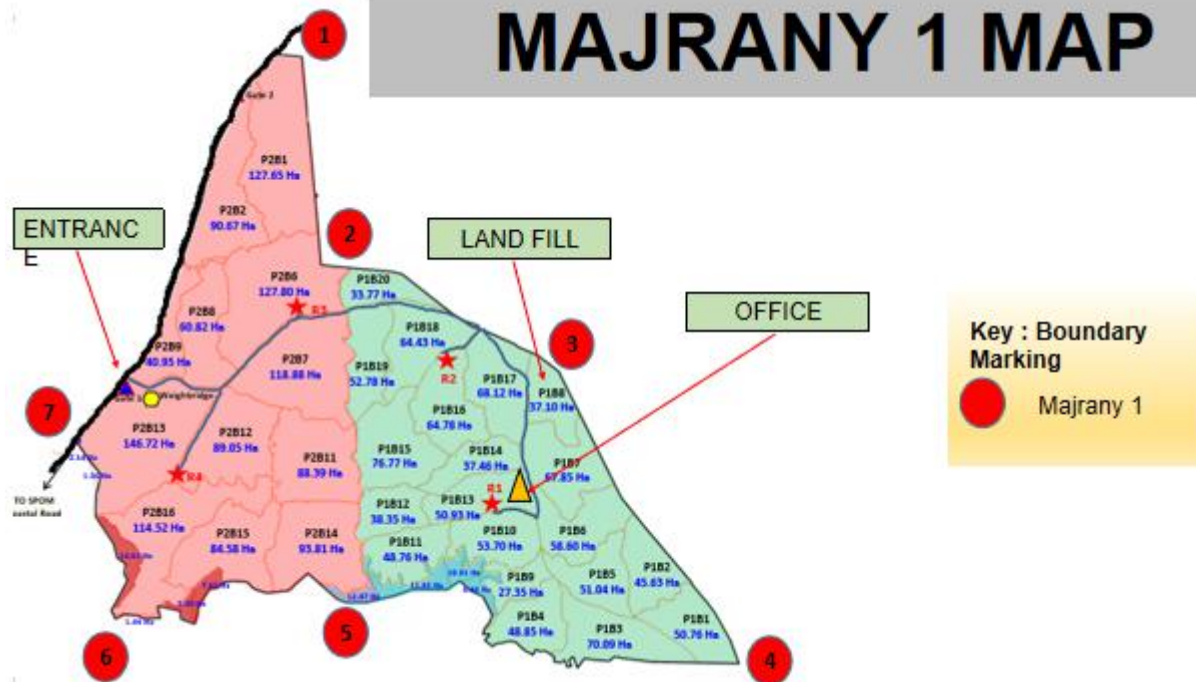 MAJRANY 1 MAP
1
Gate 2
P2B1
127.65 Ha
P2B2
90.67 Ha
ENTRANC
E
2
LAND FILL
P2B6
127.80 Ha
R3
P1B20
33.77 Ha
OFFICE
P2B8
60.82 Ha
P1B18
64.43 Ha
Key : Boundary
Marking
Majrany 1
3
P2B9
40.95 Ha
P2B7
118.88 Ha
P1B19
52.78 Ha
R2
P1B17
68.12 Ha
P1B8
37.10 Ha
7
Weighbridge
P1B16
64.78 Ha
P2B13
146.72 Ha
P2B12
89.05 Ha
P2B11
88.39 Ha
P1B15
76.77 Ha
P1B14
37.46 Ha
P1B7
67.85 Ha
R4
R1
TO SPOM
Road
P1B13
50.93 Ha
P1B12
38.35 Ha
P2B16
114.52 Ha
P2B15
84.58 Ha
P2B14
93.81 Ha
P1B11
48.76 Ha
P1B10
53.70 Ha
P1B6
58.60 Ha
P1B9
27.35 Ha
P1B5
51.04 Ha
P1B2
45.63 Ha
P1B4
48.85 Ha
P1B3
70.09 Ha
P1B1
50.76 Ha
5
6
4